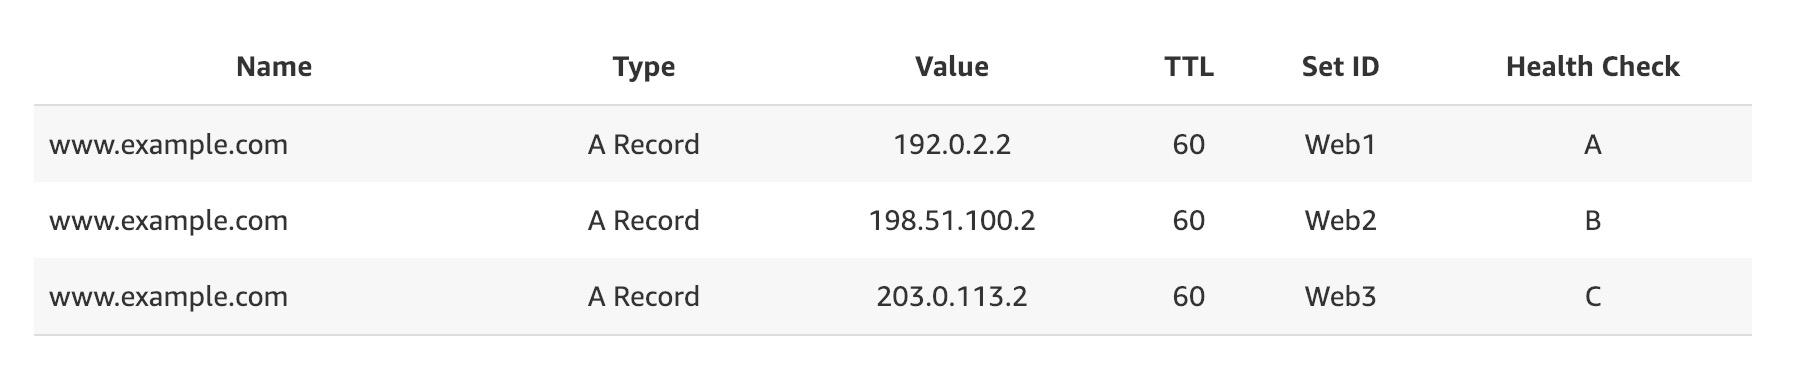 Name Type Value TTL Set ID Health Check
www.example.com A Record 192.0.2.2 60 Web1 A
www.example.com A Record 198.51.100.2 60 Web2 B
www.example.com A Record 203.0.113.2 60 Web3 C